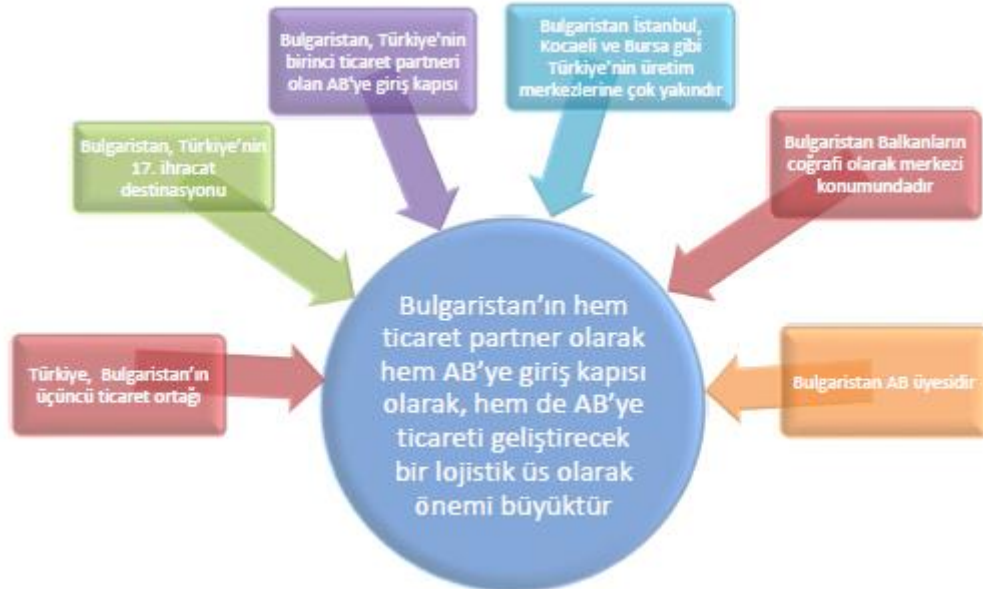 Bulgaristan, Türkiye'nin
birinci ticaret partneri
olan AB'ye giriş kapısı
Bulgaristan İstanbul,
Kocaeli ve Bursa gibi
Türkiye'nin üretim
merkezlerine çok yakındır
Bulgaristan, Türkiye'nin
17. ihracat
destinasyonu
Bulgaristan Balkanların
coğrafi olarak merkezi
konumundadır
Türkiye, Bulgaristan'ın
üçüncü ticaret ortağı
Bulgaristan AB üyesidir
Bulgaristan'ın hem
ticaret partner olarak
hem AB'ye giriş kapısı
olarak, hem de AB'ye
ticareti geliştirecek
bir lojistik üs olarak
önemi büyüktür